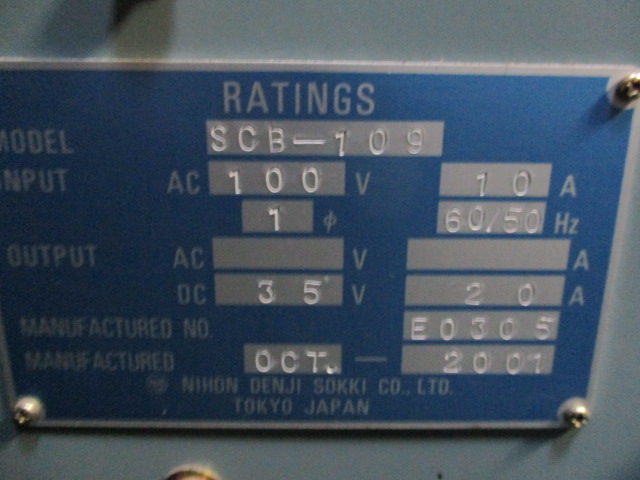 RATINGS
MODEL SCB-109
INPUT AC 100 V 10 A
1 φ 60/50 Hz
OUTPUT AC V A
DC 35 V 20 A
MANUFACTURED NO. E0305
MANUFACTURED OCT. — 2001
NIHON DENJI SOKKI CO., LTD.
TOKYO JAPAN